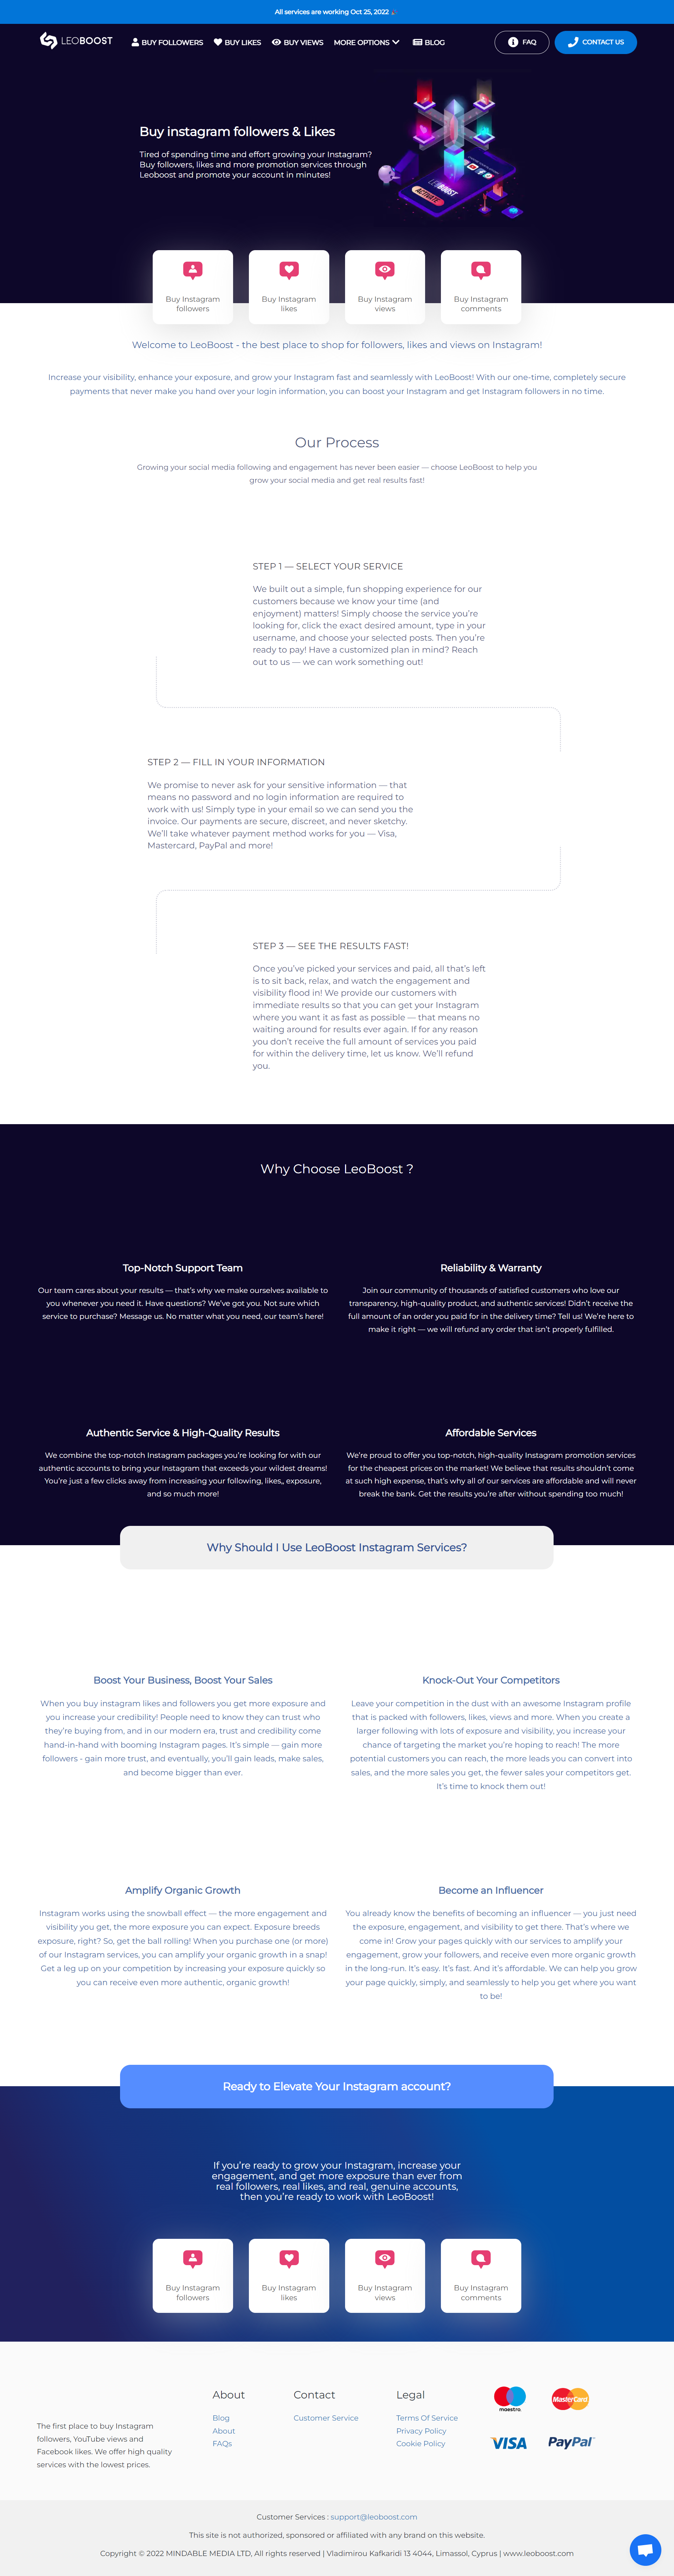 All services are working Oct 25, 2022
LEOBOOST
BUY FOLLOWERS
BUY LIKES
BUY VIEWS
MORE OPTIONS
BLOG
FAQ
CONTACT US
Buy instagram followers & Likes
Tired of spending time and effort growing your Instagram?
Buy followers, likes and more promotion services through
Leoboost and promote your account in minutes!
LEOBOOST
ACTIVATE
Buy Instagram
followers
Buy Instagram
likes
Buy Instagram
views
Buy Instagram
comments
Welcome to LeoBoost - the best place to shop for followers, likes and views on Instagram!
Increase your visibility, enhance your exposure, and grow your Instagram fast and seamlessly with LeoBoost! With our one-time, completely secure
payments that never make you hand over your login information, you can boost your Instagram and get Instagram followers in no time.
Our Process
Growing your social media following and engagement has never been easier — choose LeoBoost to help you
grow your social media and get real results fast!
STEP 1 — SELECT YOUR SERVICE
We built out a simple, fun shopping experience for our
customers because we know your time (and
enjoyment) matters! Simply choose the service you're
looking for, click the exact desired amount, type in your
username, and choose your selected posts. Then you're
ready to pay! Have a customized plan in mind? Reach
out to us — we can work something out!
STEP 2 — FILL IN YOUR INFORMATION
We promise to never ask for your sensitive information — that
means no password and no login information are required to
work with us! Simply type in your email so we can send you the
invoice. Our payments are secure, discreet, and never sketchy.
We'll take whatever payment method works for you — Visa,
Mastercard, PayPal and more!
STEP 3 — SEE THE RESULTS FAST!
Once you've picked your services and paid, all that's left
is to sit back, relax, and watch the engagement and
visibility flood in! We provide our customers with
immediate results so that you can get your Instagram
where you want it as fast as possible — that means no
waiting around for results ever again. If for any reason
you don't receive the full amount of services you paid
for within the delivery time, let us know. We'll refund
you.
Why Choose LeoBoost ?
Top-Notch Support Team
Our team cares about your results — that's why we make ourselves available to
you whenever you need it. Have questions? We've got you. Not sure which
service to purchase? Message us. No matter what you need, our team's here!
Reliability & Warranty
Join our community of thousands of satisfied customers who love our
transparency, high-quality product, and authentic services! Didn't receive the
full amount of an order you paid for in the delivery time? Tell us! We're here to
make it right — we will refund any order that isn't properly fulfilled.
Authentic Service & High-Quality Results
We combine the top-notch Instagram packages you're looking for with our
authentic accounts to bring your Instagram that exceeds your wildest dreams!
You're just a few clicks away from increasing your following, likes,, exposure,
and so much more!
Affordable Services
We're proud to offer you top-notch, high-quality Instagram promotion services
for the cheapest prices on the market! We believe that results shouldn't come
at such high expense, that's why all of our services are affordable and will never
break the bank. Get the results you're after without spending too much!
Why Should I Use LeoBoost Instagram Services?
Boost Your Business, Boost Your Sales
When you buy instagram likes and followers you get more exposure and
you increase your credibility! People need to know they can trust who
they're buying from, and in our modern era, trust and credibility come
hand-in-hand with booming Instagram pages. It's simple — gain more
followers - gain more trust, and eventually, you'll gain leads, make sales,
and become bigger than ever.
Knock-Out Your Competitors
Leave your competition in the dust with an awesome Instagram profile
that is packed with followers, likes, views and more. When you create a
larger following with lots of exposure and visibility, you increase your
chance of targeting the market you're hoping to reach! The more
potential customers you can reach, the more leads you can convert into
sales, and the more sales you get, the fewer sales your competitors get.
It's time to knock them out!
Amplify Organic Growth
Instagram works using the snowball effect — the more engagement and
visibility you get, the more exposure you can expect. Exposure breeds
exposure, right? So, get the ball rolling! When you purchase one (or more)
of our Instagram services, you can amplify your organic growth in a snap!
Get a leg up on your competition by increasing your exposure quickly so
you can receive even more authentic, organic growth!
Become an Influencer
You already know the benefits of becoming an influencer — you just need
the exposure, engagement, and visibility to get there. That's where we
come in! Grow your pages quickly with our services to amplify your
engagement, grow your followers, and receive even more organic growth
in the long-run. It's easy. It's fast. And it's affordable. We can help you grow
your page quickly, simply, and seamlessly to help you get where you want
to be!
Ready to Elevate Your Instagram account?
If you're ready to grow your Instagram, increase your
engagement, and get more exposure than ever from
real followers, real likes, and real, genuine accounts,
then you're ready to work with LeoBoost!
Buy Instagram
followers
Buy Instagram
likes
Buy Instagram
views
Buy Instagram
comments
The first place to buy Instagram
followers, YouTube views and
Facebook likes. We offer high quality
services with the lowest prices.
About
Blog
About
FAQs
Contact
Customer Service
Legal
Terms Of Service
Privacy Policy
Cookie Policy
maestro
MasterCard
VISA
PayPal
Customer Services : support@leoboost.com
This site is not authorized, sponsored or affiliated with any brand on this website.
Copyright © 2022 MINDABLE MEDIA LTD, All rights reserved | Vladimirou Kafkaridi 13 4044, Limassol, Cyprus | www.leoboost.com